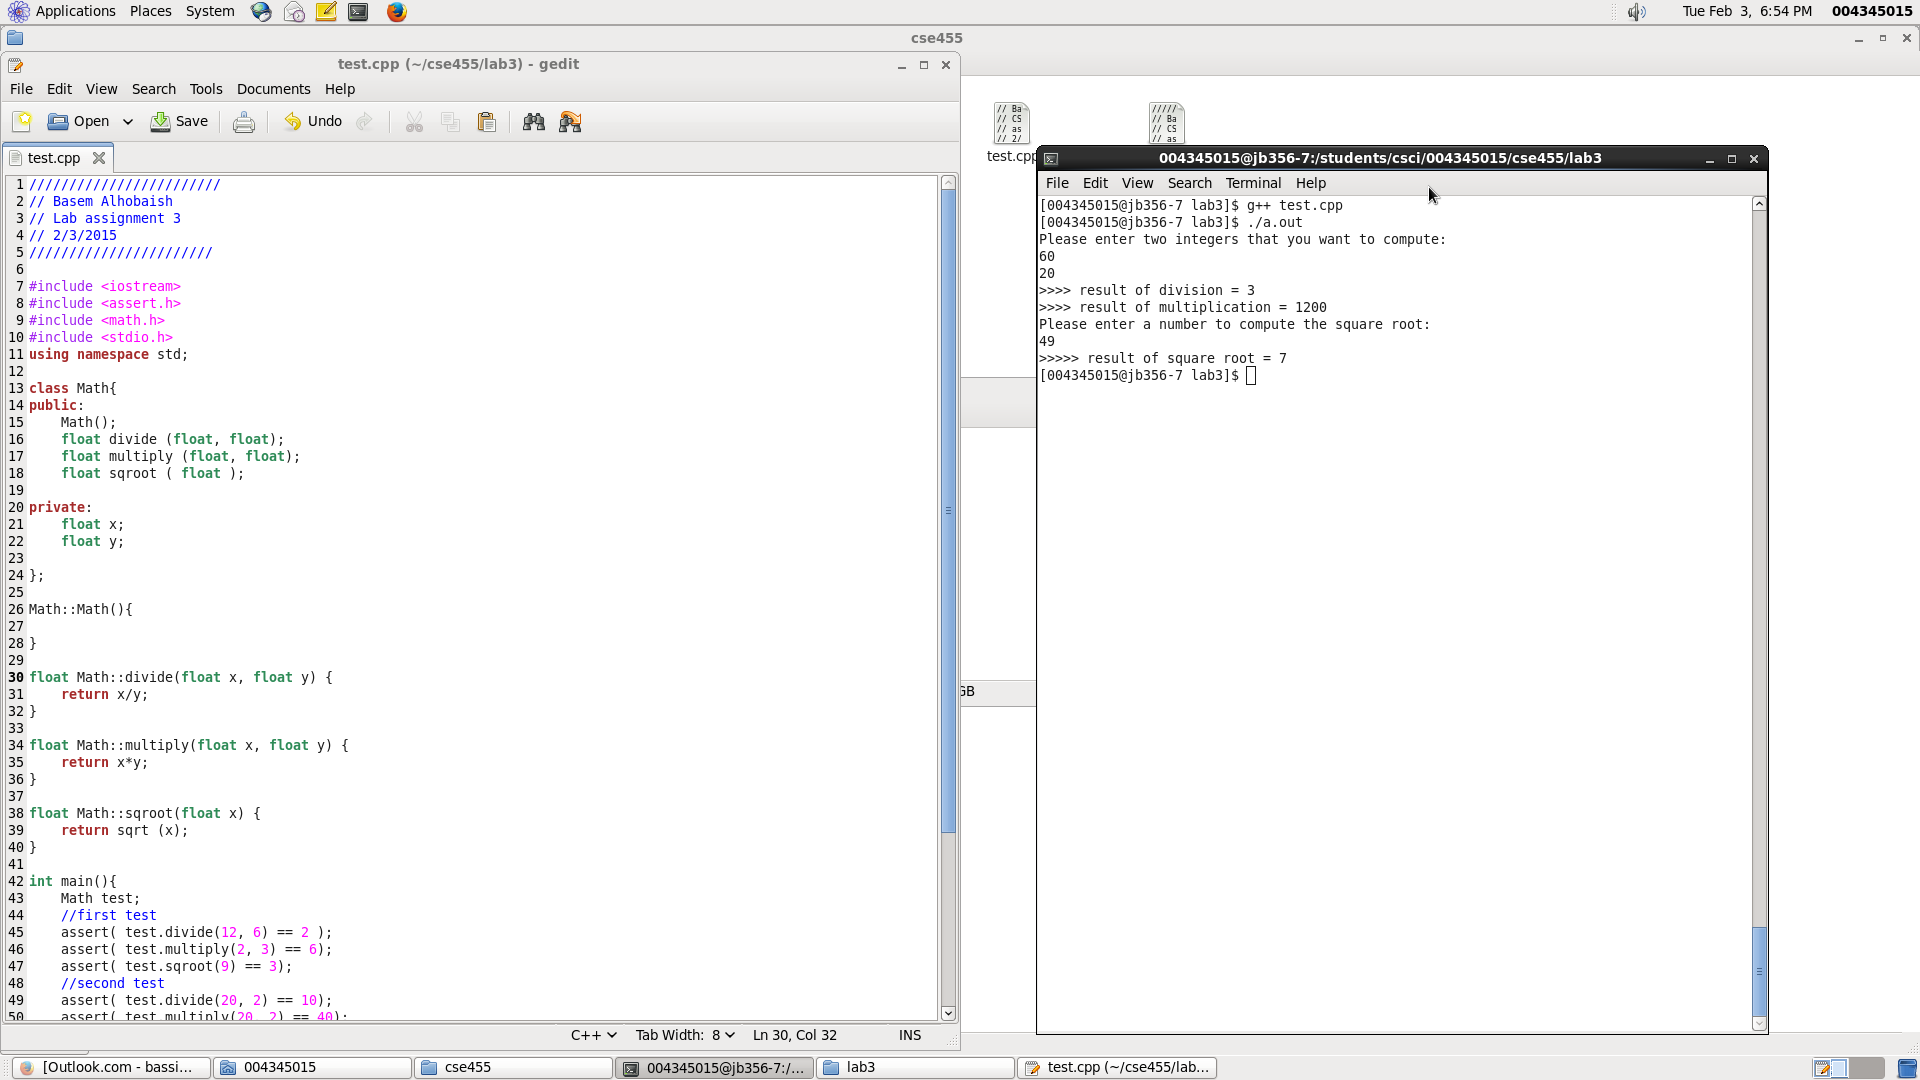 Applications Places System
Tue Feb 3, 6:54 PM 004345015
cse455
test.cpp (~/cse455/lab3) - gedit
File Edit View Search Tools Documents Help
Open Save Undo
test.cpp
1 ////////////////////////
2 // Basem Alhobaish
3 // Lab assignment 3
4 // 2/3/2015
5 ///////////////////////
6
7 #include <iostream>
8 #include <assert.h>
9 #include <math.h>
10 #include <stdio.h>
11 using namespace std;
12
13 class Math{
14 public:
15     Math();
16     float divide (float, float);
17     float multiply (float, float);
18     float sqroot ( float );
19
20 private:
21     float x;
22     float y;
23
24 };
25
26 Math::Math(){
27
28 }
29
30 float Math::divide(float x, float y) {
31     return x/y;
32 }
33
34 float Math::multiply(float x, float y) {
35     return x*y;
36 }
37
38 float Math::sqroot(float x) {
39     return sqrt (x);
40 }
41
42 int main(){
43     Math test;
44     //first test
45     assert( test.divide(12, 6) == 2 );
46     assert( test.multiply(2, 3) == 6);
47     assert( test.sqroot(9) == 3);
48     //second test
49     assert( test.divide(20, 2) == 10);
50     assert( test.multiply(20, 2) == 40);
C++ Tab Width: 8 Ln 30, Col 32 INS
// Ba
// CS
// as
// 2/
test.cpp
/////
// Ba
// CS
// as
GB
004345015@jb356-7:/students/csci/004345015/cse455/lab3
File Edit View Search Terminal Help
[004345015@jb356-7 lab3]$ g++ test.cpp
[004345015@jb356-7 lab3]$ ./a.out
Please enter two integers that you want to compute:
60
20
>>>> result of division = 3
>>>> result of multiplication = 1200
Please enter a number to compute the square root:
49
>>>>> result of square root = 7
[004345015@jb356-7 lab3]$
[Outlook.com - bassi... 004345015 cse455 004345015@jb356-7:/... lab3 test.cpp (~/cse455/lab...